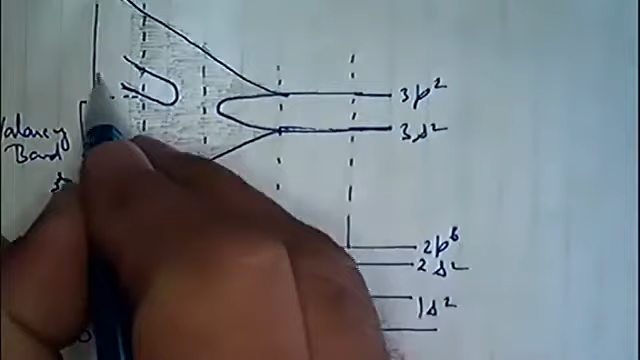 3p²
3s²
Valency
Band
2p⁶
2s²
1s²